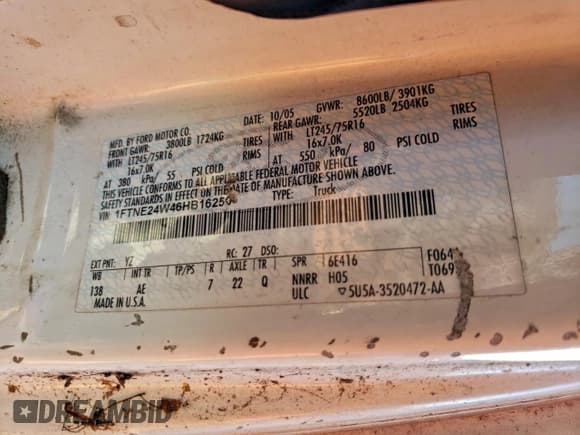 MFD. BY FORD MOTOR CO. DATE: 10/05 GVWR: 8600LB/ 3901KG
FRONT GAWR: 3800LB 1724KG REAR GAWR: 5520LB 2504KG
WITH LT245/75R16 TIRES WITH LT245/75R16 TIRES
16x7.0K RIMS 16x7.0K RIMS
AT 380 kPa/ 55 PSI COLD AT 550 kPa/ 80 PSI COLD
THIS VEHICLE CONFORMS TO ALL APPLICABLE FEDERAL MOTOR VEHICLE
SAFETY STANDARDS IN EFFECT ON THE DATE OF MANUFACTURE SHOWN ABOVE.
VIN: 1FTNE24W46HB16250 TYPE: Truck
EXT PNT: YZ RC: 27 DSO:
WB INT TR TP/PS R AXLE TR SPR 6E416 F064
138 AE 7 22 Q NNRR H05 T069
MADE IN U.S.A. ULC ▽5U5A-3520472-AA
DREAMBID